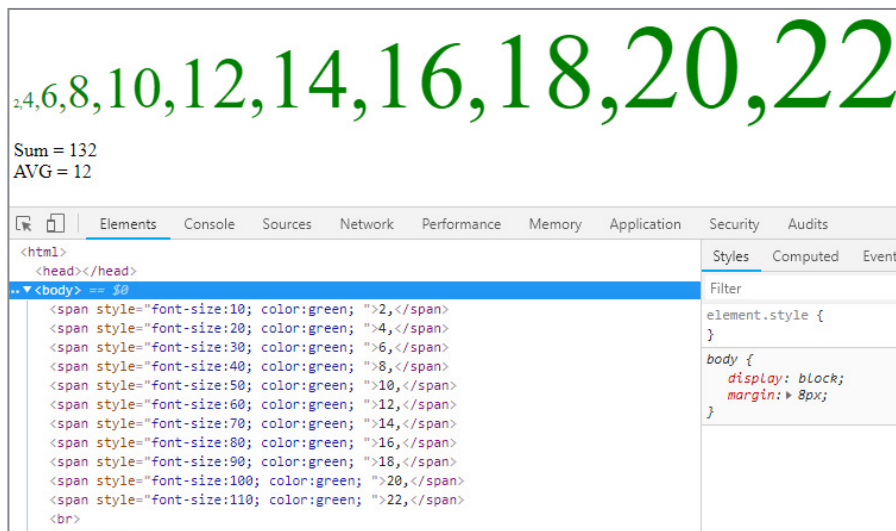 2,4,6,8,10,12,14,16,18,20,22
Sum = 132
AVG = 12
Elements Console Sources Network Performance Memory Application Security Audits
<html>
<head></head>
<body> == $0
<span style="font-size:10; color:green; ">2,</span>
<span style="font-size:20; color:green; ">4,</span>
<span style="font-size:30; color:green; ">6,</span>
<span style="font-size:40; color:green; ">8,</span>
<span style="font-size:50; color:green; ">10,</span>
<span style="font-size:60; color:green; ">12,</span>
<span style="font-size:70; color:green; ">14,</span>
<span style="font-size:80; color:green; ">16,</span>
<span style="font-size:90; color:green; ">18,</span>
<span style="font-size:100; color:green; ">20,</span>
<span style="font-size:110; color:green; ">22,</span>
<br>
Styles Computed Event
Filter
element.style {
}
body {
display: block;
margin: 8px;
}